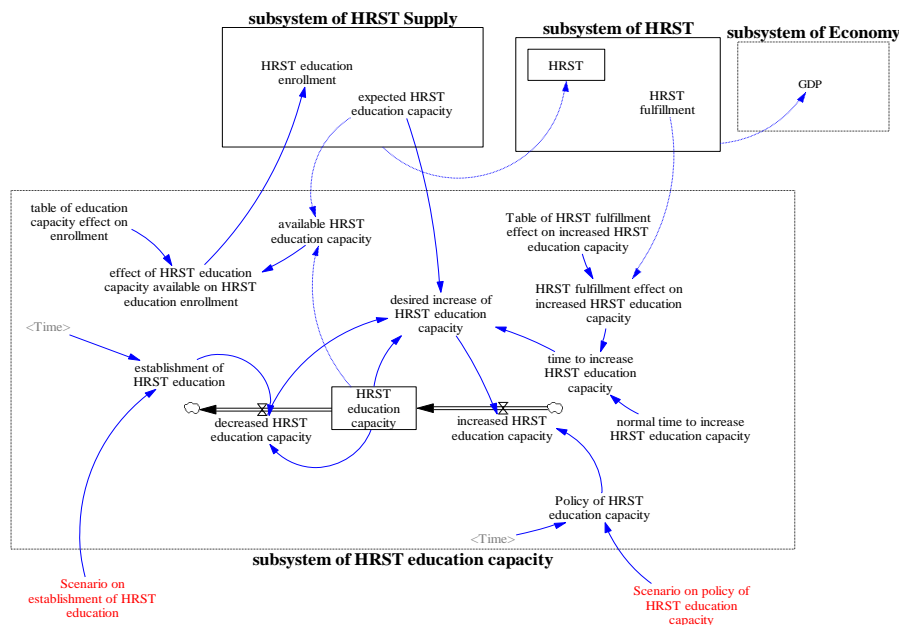 subsystem of HRST Supply
subsystem of HRST
subsystem of Economy
HRST education
enrollment
expected HRST
education capacity
HRST
HRST
fulfillment
GDP
table of education
capacity effect on
enrollment
available HRST
education capacity
Table of HRST fulfillment
effect on increased HRST
education capacity
effect of HRST education
capacity available on HRST
education enrollment
HRST fulfillment effect on
increased HRST education
capacity
desired increase of
HRST education
capacity
<Time>
establishment of
HRST education
time to increase
HRST education
capacity
HRST
education
capacity
decreased HRST
education capacity
increased HRST
education capacity
normal time to increase
HRST education capacity
Policy of HRST
education capacity
<Time>
subsystem of HRST education capacity
Scenario on
establishment of HRST
education
Scenario on policy of
HRST education
capacity